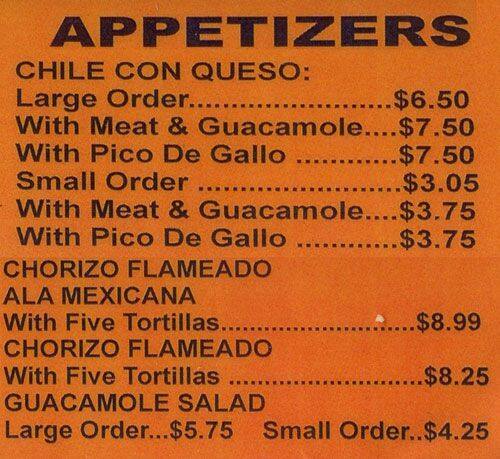 APPETIZERS
CHILE CON QUESO:
Large Order............................$6.50
With Meat & Guacamole....$7.50
With Pico De Gallo ...............$7.50
Small Order ............................$3.05
With Meat & Guacamole....$3.75
With Pico De Gallo ...............$3.75
CHORIZO FLAMEADO
ALA MEXICANA
With Five Tortillas............................$8.99
CHORIZO FLAMEADO
With Five Tortillas ............................$8.25
GUACAMOLE SALAD
Large Order...$5.75 Small Order..$4.25